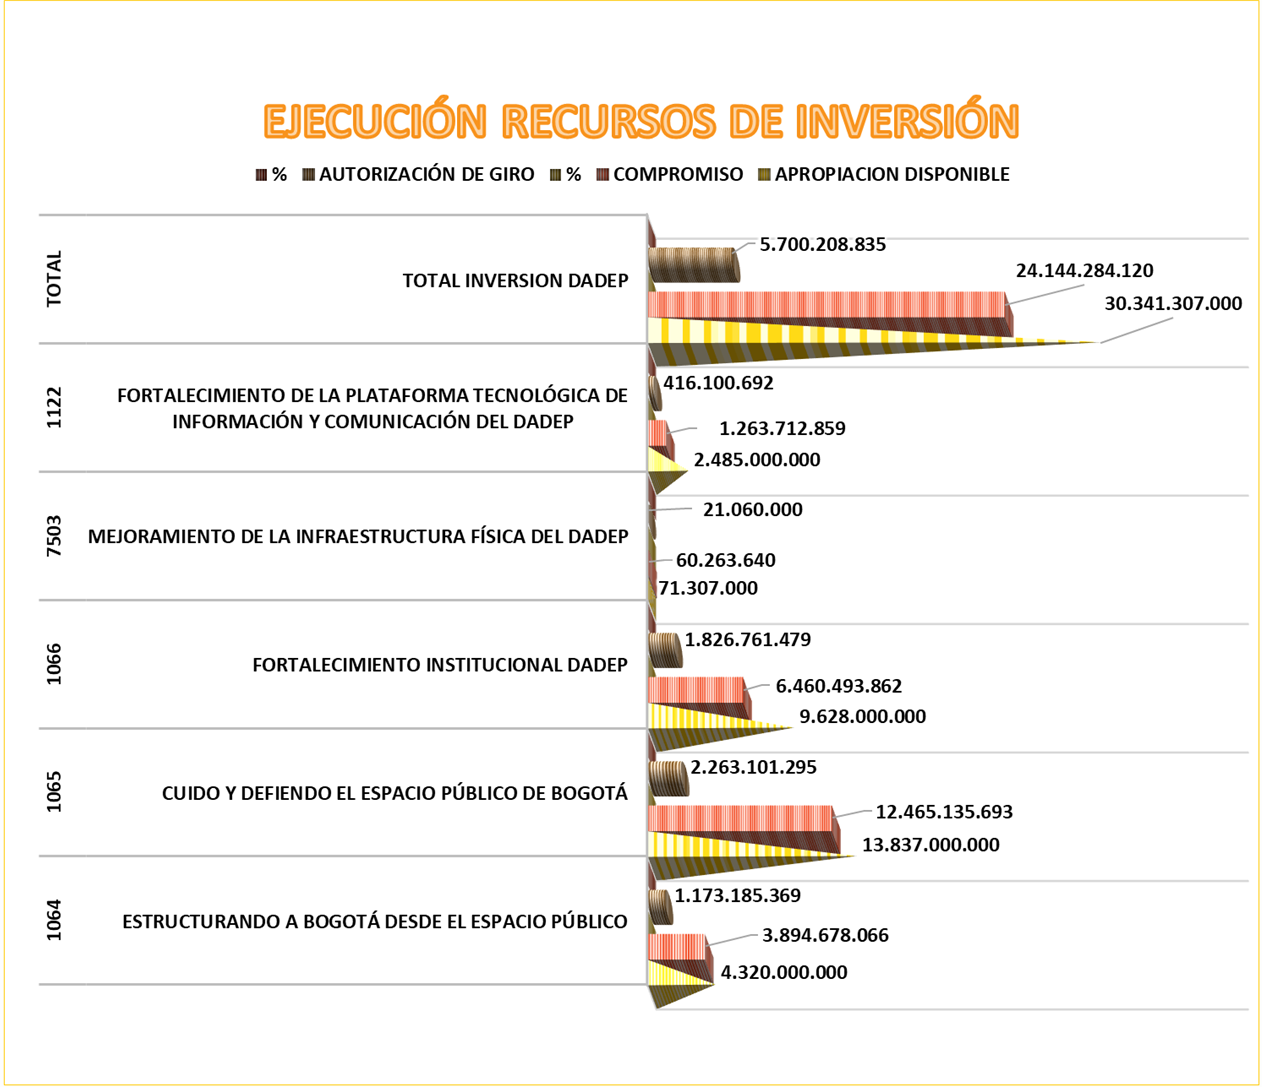 EJECUCIÓN RECURSOS DE INVERSIÓN
% AUTORIZACIÓN DE GIRO % COMPROMISO APROPIACION DISPONIBLE
TOTAL
TOTAL INVERSION DADEP
5.700.208.835
24.144.284.120
30.341.307.000
1122
FORTALECIMIENTO DE LA PLATAFORMA TECNOLÓGICA DE
INFORMACIÓN Y COMUNICACIÓN DEL DADEP
416.100.692
1.263.712.859
2.485.000.000
7503
MEJORAMIENTO DE LA INFRAESTRUCTURA FÍSICA DEL DADEP
21.060.000
60.263.640
71.307.000
1066
FORTALECIMIENTO INSTITUCIONAL DADEP
1.826.761.479
6.460.493.862
9.628.000.000
1065
CUIDO Y DEFIENDO EL ESPACIO PÚBLICO DE BOGOTÁ
2.263.101.295
12.465.135.693
13.837.000.000
1064
ESTRUCTURANDO A BOGOTÁ DESDE EL ESPACIO PÚBLICO
1.173.185.369
3.894.678.066
4.320.000.000